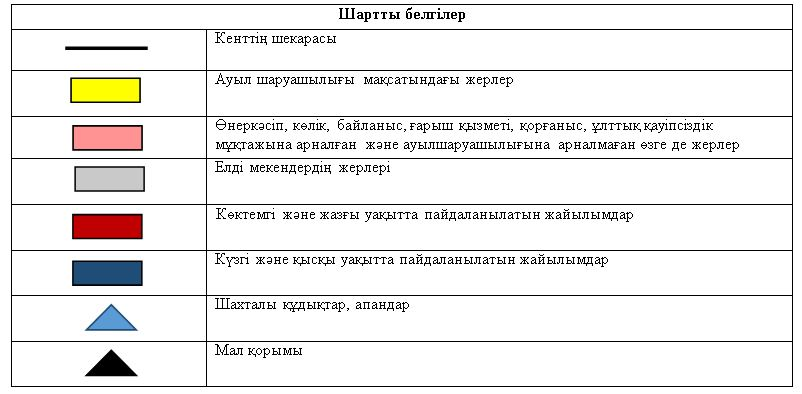 Шартты белгілер
Кенттің шекарасы
Ауыл шаруашылығы мақсатындағы жерлер
Өнеркәсіп, көлік, байланыс, ғарыш қызметі, қорғаныс, ұлттық қауіпсіздік
мұқтажына арналған және ауылшаруашылығына арналмаған өзге де жерлер
Елді мекендердің жерлері
Көктемгі және жазғы уақытта пайдаланылатын жайылымдар
Күзгі және қысқы уақытта пайдаланылатын жайылымдар
Шахталы құдықтар, апандар
Мал қорымы